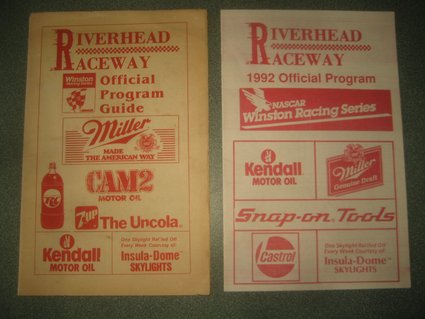 RIVERHEAD
RACEWAY
Winston
Racing Series
Official
Program
Guide
Miller
MADE
THE AMERICAN WAY
CAM2
MOTOR OIL
7up
The Uncola.
Kendall
MOTOR OIL
One Skylight Raffled Off
Every Week Courtesy of:
Insula-Dome
SKYLIGHTS
RIVERHEAD
RACEWAY
1992 Official Program
NASCAR
Winston Racing Series
Kendall
MOTOR OIL
Miller
Genuine Draft
Snap-on Tools
Castrol
One Skylight Raffled Off
Every Week Courtesy of:
Insula-Dome™
SKYLIGHTS